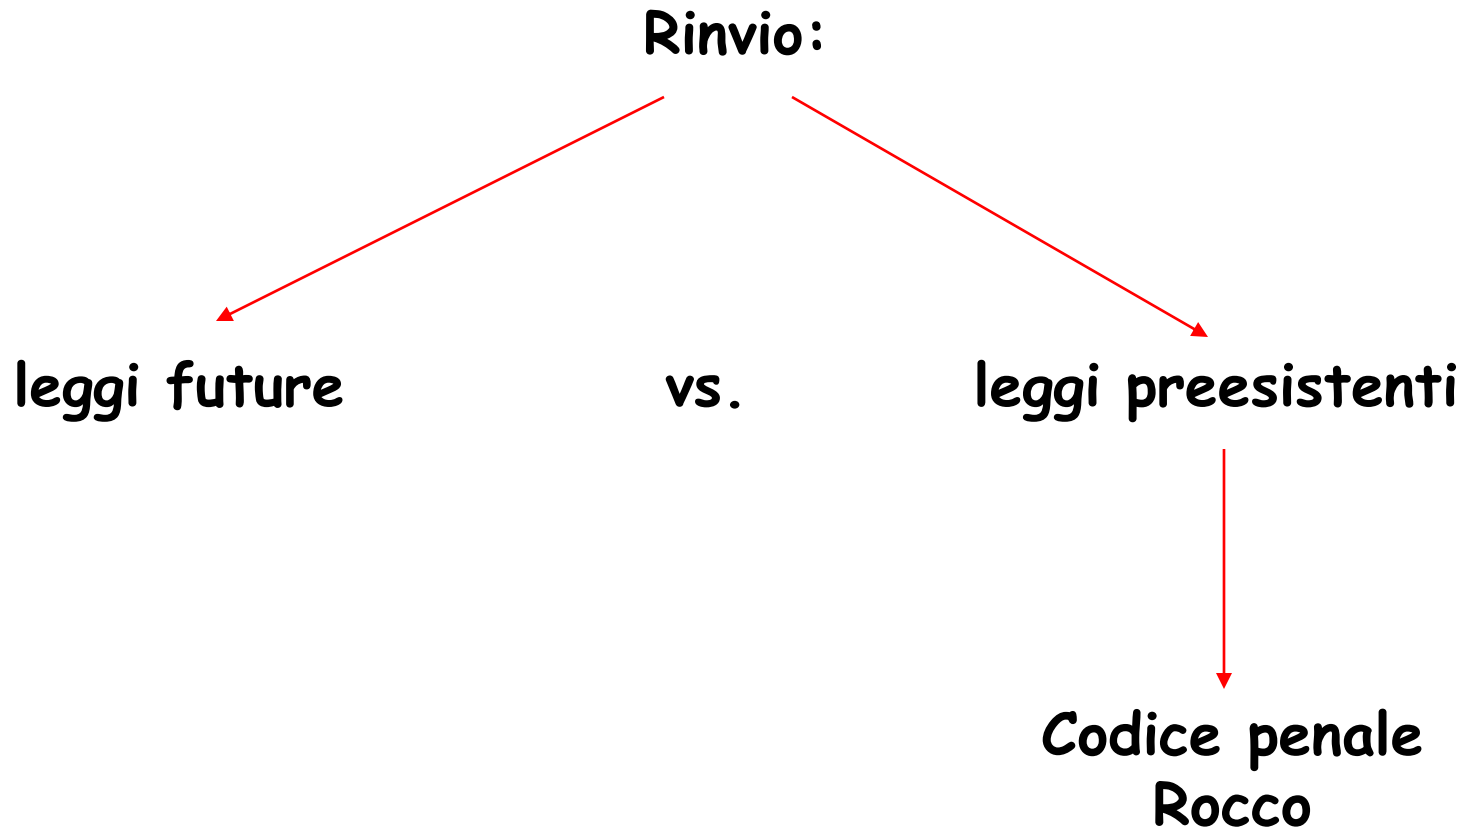 Rinvio:
leggi future vs. leggi preesistenti
Codice penale
Rocco